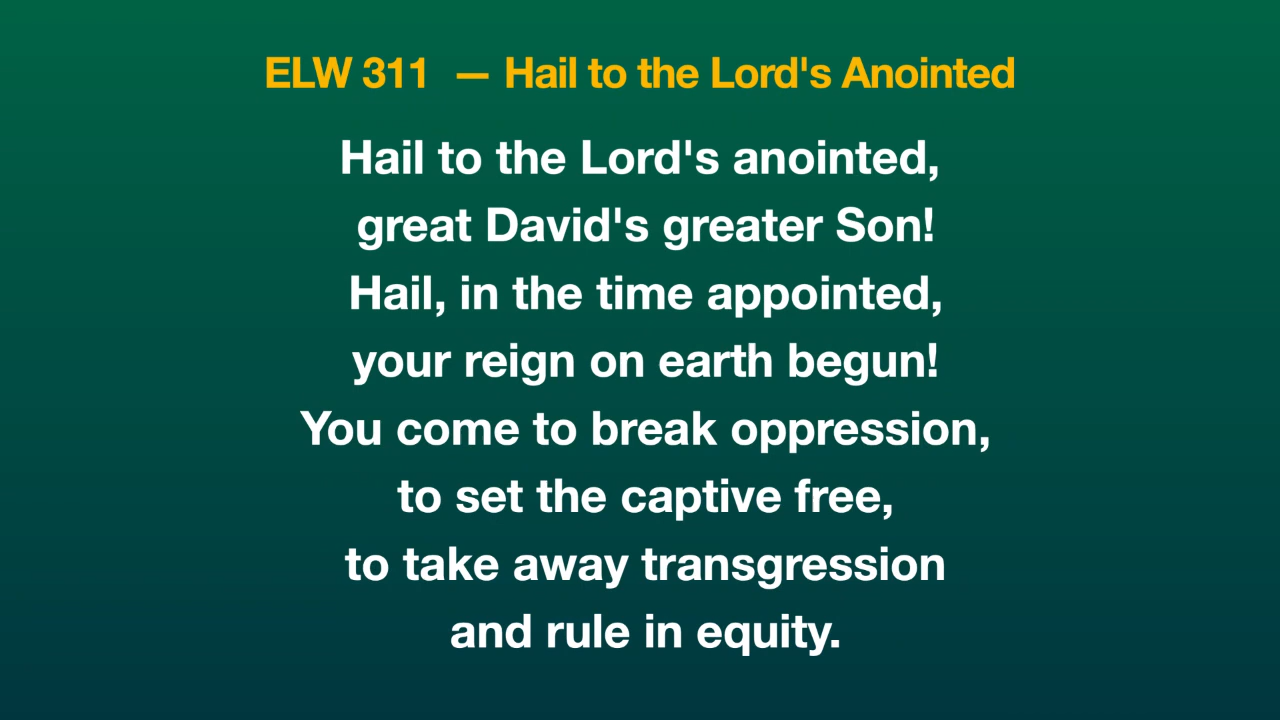 ELW 311 — Hail to the Lord's Anointed
Hail to the Lord's anointed,
great David's greater Son!
Hail, in the time appointed,
your reign on earth begun!
You come to break oppression,
to set the captive free,
to take away transgression
and rule in equity.